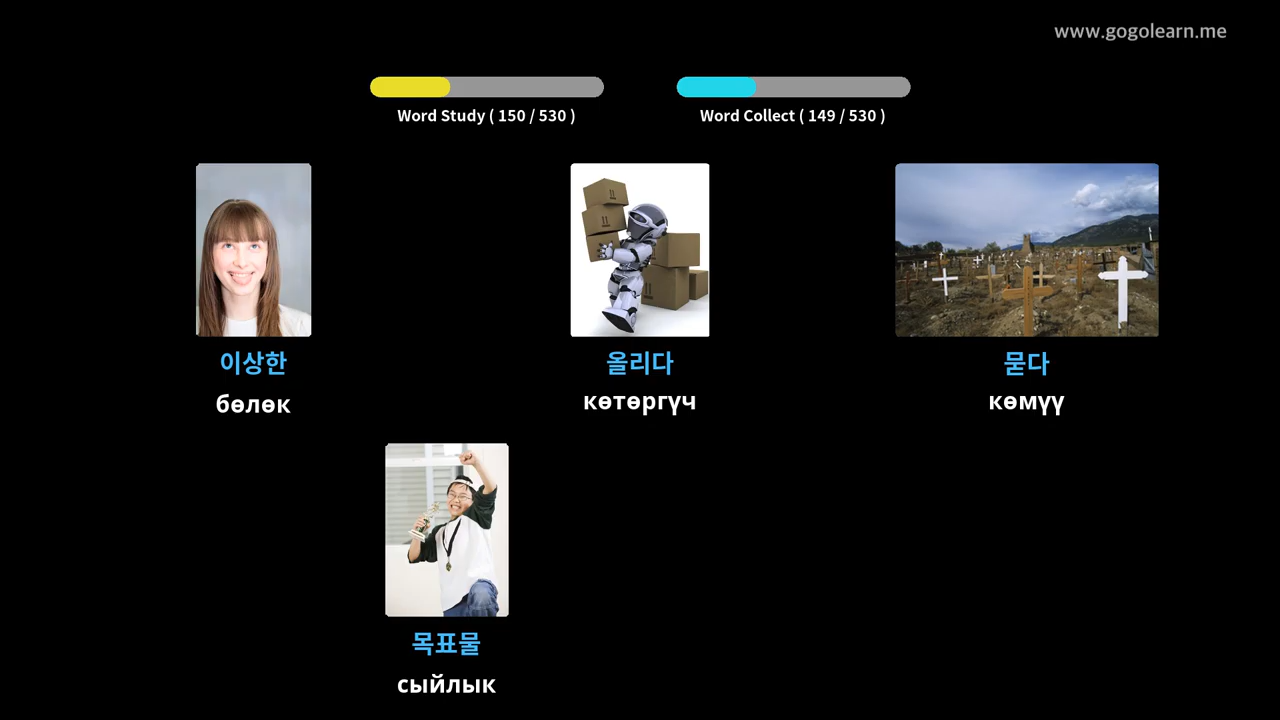 www.gogolearn.me
Word Study ( 150 / 530 )
Word Collect ( 149 / 530 )
이상한
бөлөк
올리다
көтөргүч
묻다
көмүү
목표물
сыйлык